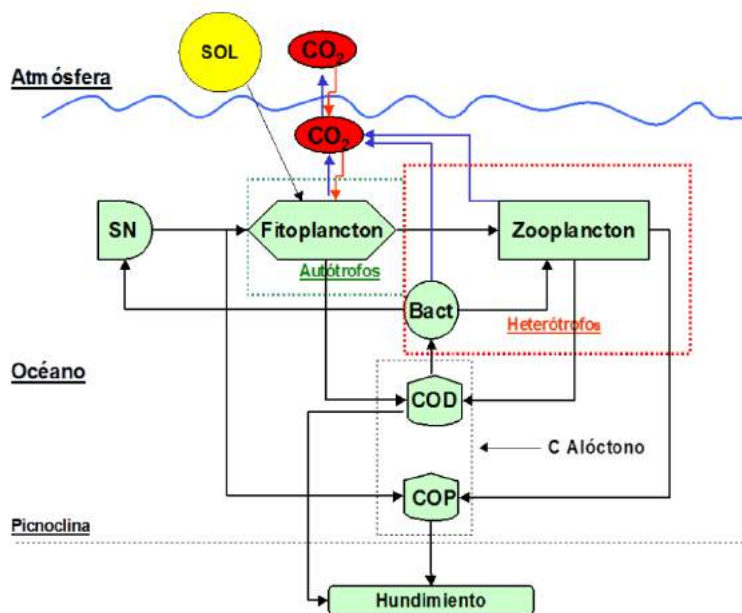 SOL
CO2
Atmósfera
CO2
SN
Fitoplancton
Zooplancton
Autótrofos
Bact
Heterótrofos
Océano
COD
C Alóctono
COP
Picnoclina
Hundimiento